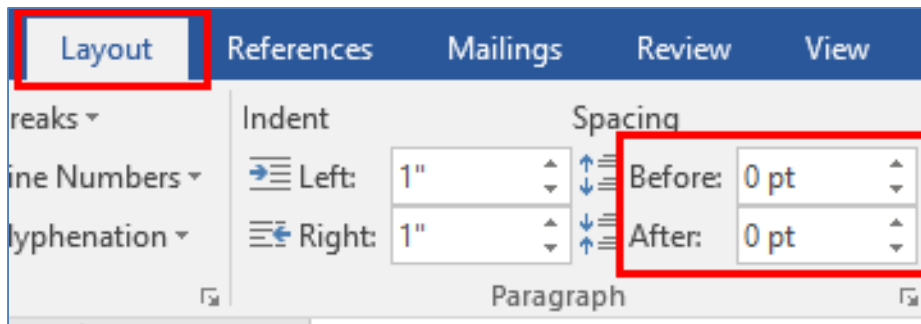 Layout References Mailings Review View
reaks Indent Spacing
ine Numbers Left: 1" Before: 0 pt
lyphenation Right: 1" After: 0 pt
Paragraph